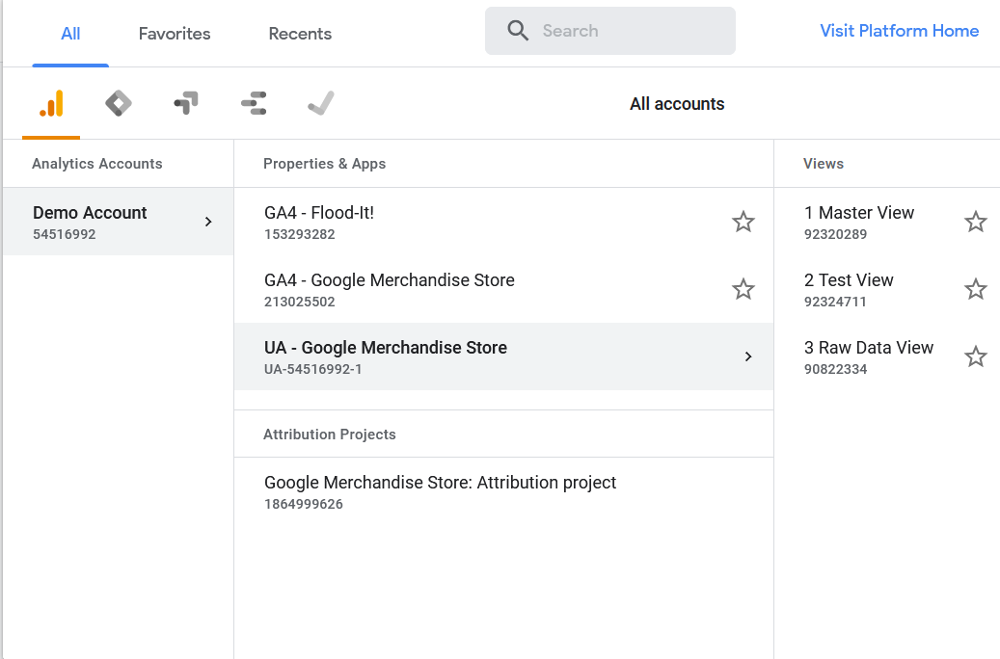 All
Favorites
Recents
Search
Visit Platform Home
All accounts
Analytics Accounts
Properties & Apps
Views
Demo Account
54516992
GA4 - Flood-It!
153293282
GA4 - Google Merchandise Store
213025502
UA - Google Merchandise Store
UA-54516992-1
Attribution Projects
Google Merchandise Store: Attribution project
1864999626
1 Master View
92320289
2 Test View
92324711
3 Raw Data View
90822334